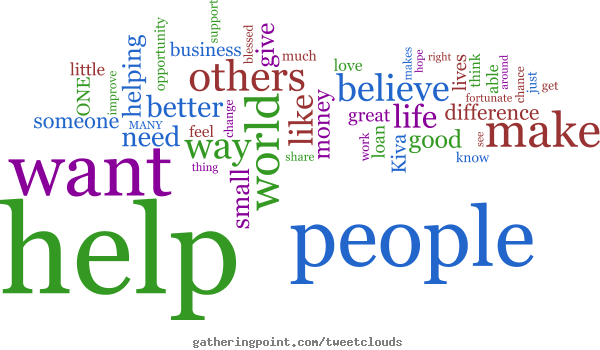 support
opportunity
helping
business
blessed
give
much
little
others
love
makes
hope
right
lives
think
able
around
chance
just
get
ONE
improve
better
believe
fortunate
someone
MANY
need
feel
change
world
like
money
great
life
difference
way
thing
share
work
loan
Kiva
good
see
make
know
want
small
help
people
gatheringpoint.com/tweetclouds